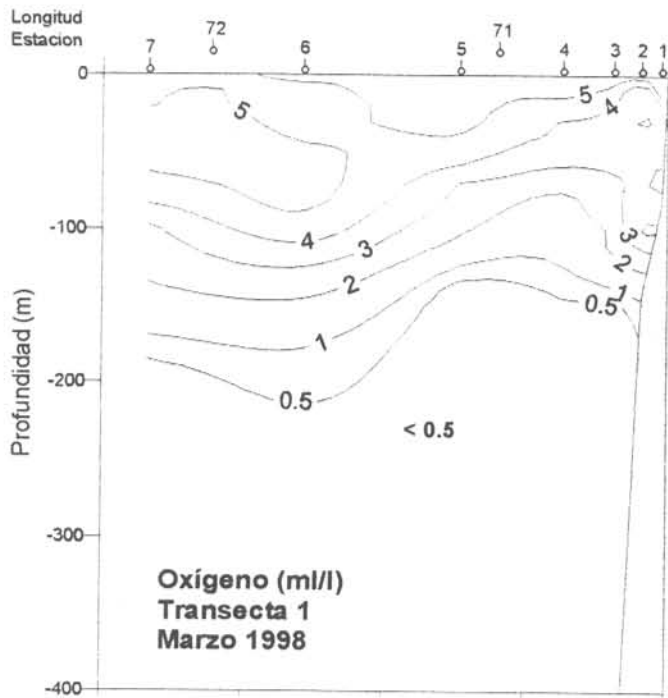 Longitud
Estacion
72 71
7 6 5 4 3 2 1
0
-100
-200
-300
-400
Profundidad (m)
5
5
4
4
3
3
2
2
1
1
0.5
0.5
< 0.5
Oxígeno (ml/l)
Transecta 1
Marzo 1998